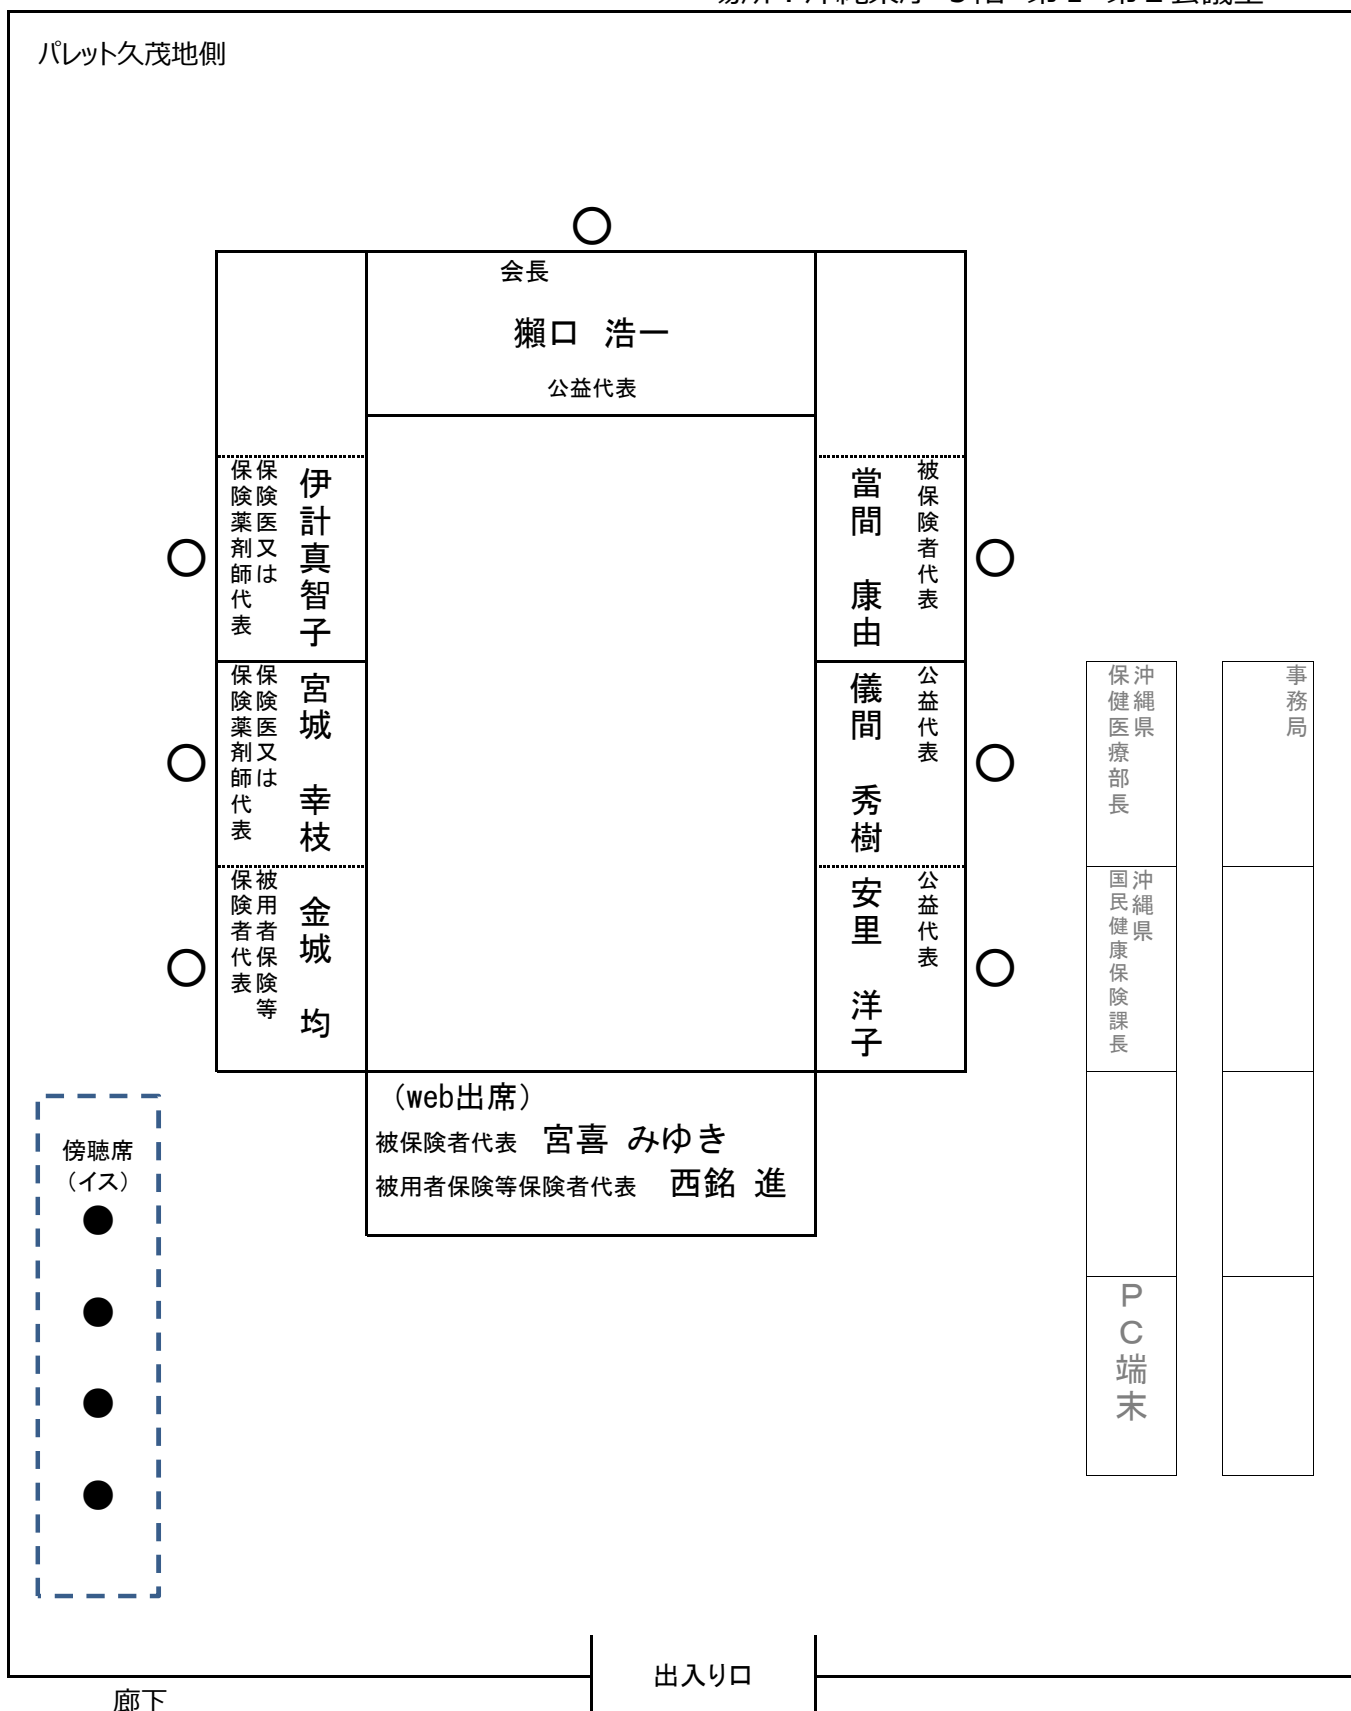 パレット久茂地側
会長
獺口 浩一
公益代表
保険医又は
保険薬剤師代表
伊計真智子
被保険者代表
當間 康由
保険医又は
保険薬剤師代表
宮城 幸枝
公益代表
儀間 秀樹
被用者保険等
保険者代表
金城 均
公益代表
安里 洋子
沖縄県
保健医療部長
事務局
沖縄県
国民健康保険課長
(web出席)
被保険者代表 宮喜 みゆき
被用者保険等保険者代表 西銘 進
傍聴席
(イス)
PC端末
出入り口
廊下